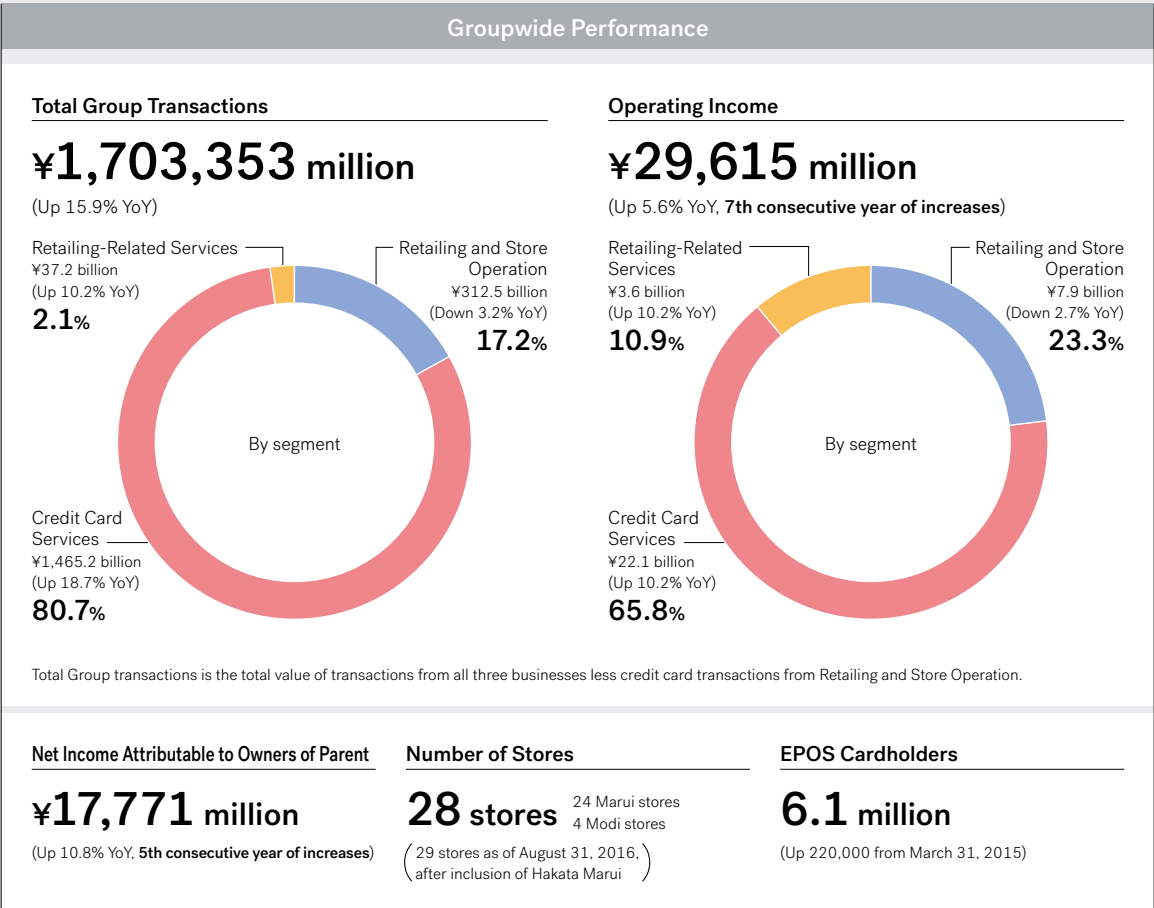 Groupwide Performance
Total Group Transactions
¥1,703,353 million
(Up 15.9% YoY)
Retailing-Related Services
¥37.2 billion
(Up 10.2% YoY)
2.1%
Retailing and Store
Operation
¥312.5 billion
(Down 3.2% YoY)
17.2%
By segment
Credit Card
Services
¥1,465.2 billion
(Up 18.7% YoY)
80.7%
Operating Income
¥29,615 million
(Up 5.6% YoY, 7th consecutive year of increases)
Retailing-Related
Services
¥3.6 billion
(Up 10.2% YoY)
10.9%
Retailing and Store
Operation
¥7.9 billion
(Down 2.7% YoY)
23.3%
By segment
Credit Card
Services
¥22.1 billion
(Up 10.2% YoY)
65.8%
Total Group transactions is the total value of transactions from all three businesses less credit card transactions from Retailing and Store Operation.
Net Income Attributable to Owners of Parent
¥17,771 million
(Up 10.8% YoY, 5th consecutive year of increases)
Number of Stores
28 stores
24 Marui stores
4 Modi stores
(29 stores as of August 31, 2016,
after inclusion of Hakata Marui)
EPOS Cardholders
6.1 million
(Up 220,000 from March 31, 2015)